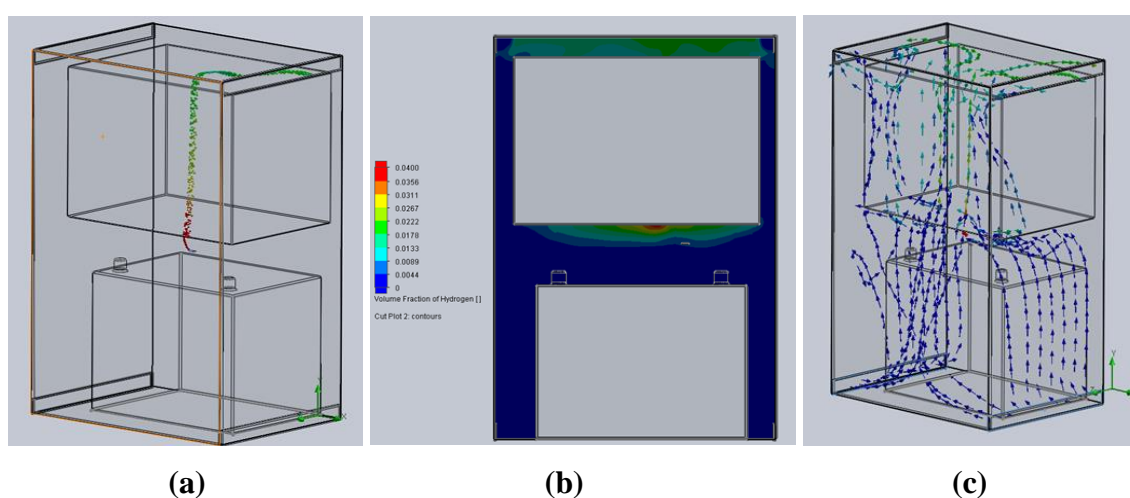 0.0400
0.0356
0.0311
0.0267
0.0222
0.0178
0.0133
0.0089
0.0044
0
Volume Fraction of Hydrogen [ ]
Cut Plot 2: contours
Y
X
Y
(a)
(b)
(c)